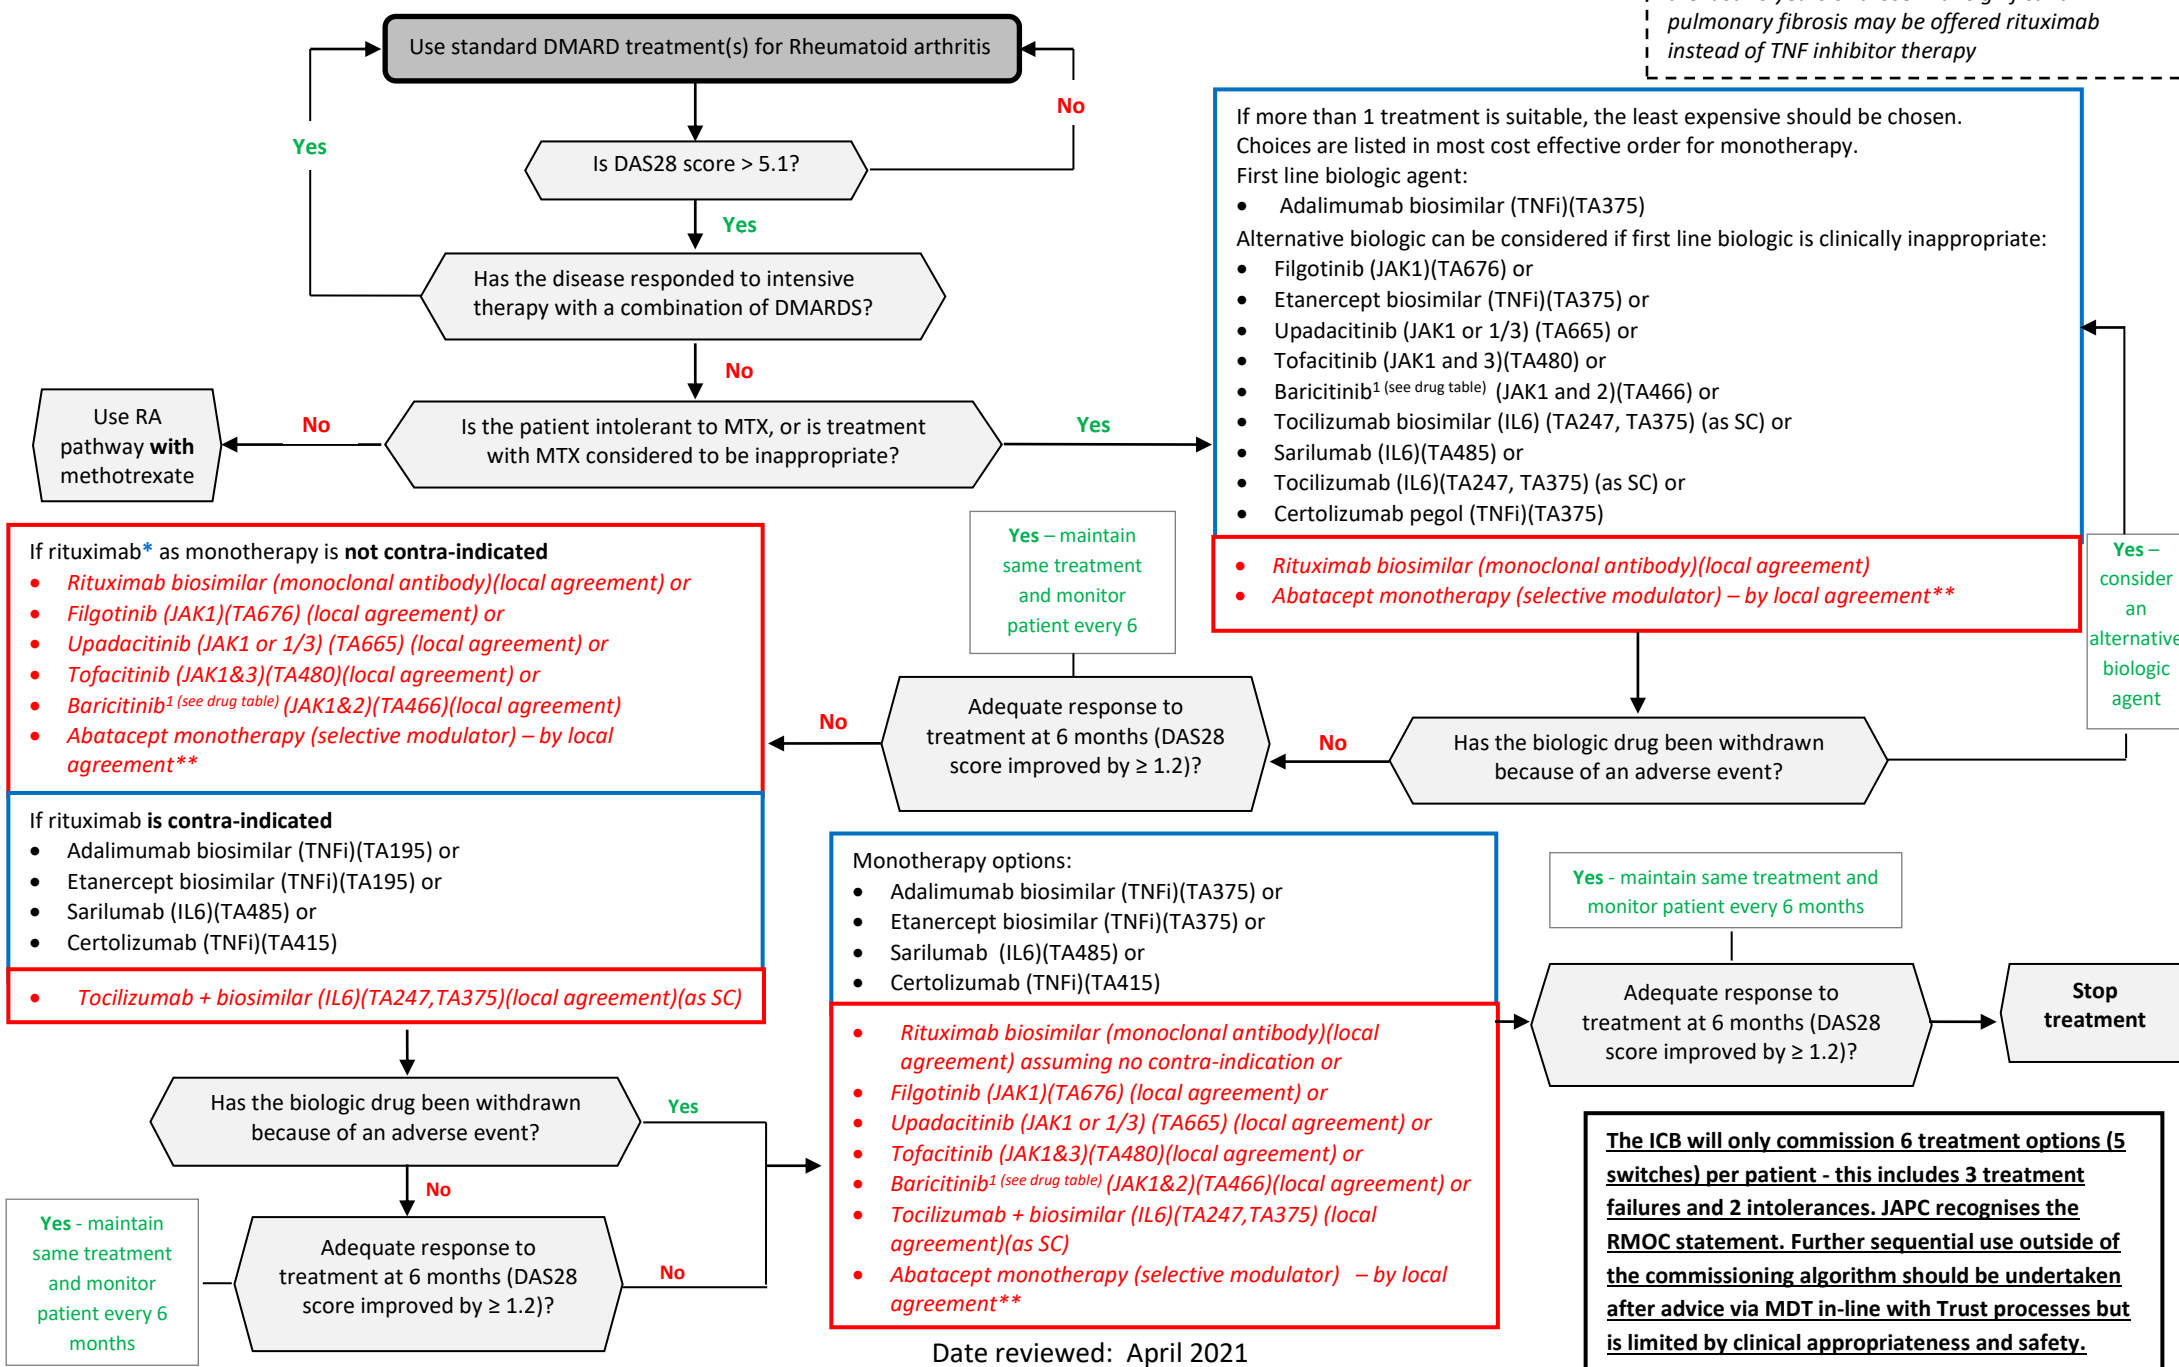 pulmonary fibrosis may be offered rituximab
instead of TNF inhibitor therapy
Use standard DMARD treatment(s) for Rheumatoid arthritis
No
Yes
Is DAS28 score > 5.1?
Yes
Has the disease responded to intensive
therapy with a combination of DMARDS?
No
Is the patient intolerant to MTX, or is treatment
with MTX considered to be inappropriate?
No
Yes
Use RA
pathway with
methotrexate
If more than 1 treatment is suitable, the least expensive should be chosen.
Choices are listed in most cost effective order for monotherapy.
First line biologic agent:
• Adalimumab biosimilar (TNFi)(TA375)
Alternative biologic can be considered if first line biologic is clinically inappropriate:
• Filgotinib (JAK1)(TA676) or
• Etanercept biosimilar (TNFi)(TA375) or
• Upadacitinib (JAK1 or 1/3) (TA665) or
• Tofacitinib (JAK1 and 3)(TA480) or
• Baricitinib1 (see drug table) (JAK1 and 2)(TA466) or
• Tocilizumab biosimilar (IL6) (TA247, TA375) (as SC) or
• Sarilumab (IL6)(TA485) or
• Tocilizumab (IL6)(TA247, TA375) (as SC) or
• Certolizumab pegol (TNFi)(TA375)
• Rituximab biosimilar (monoclonal antibody)(local agreement)
• Abatacept monotherapy (selective modulator) – by local agreement**
Yes –
consider
an
alternative
biologic
agent
Has the biologic drug been withdrawn
because of an adverse event?
No
Yes – maintain
same treatment
and monitor
patient every 6
Adequate response to
treatment at 6 months (DAS28
score improved by ≥ 1.2)?
No
If rituximab* as monotherapy is not contra-indicated
• Rituximab biosimilar (monoclonal antibody)(local agreement) or
• Filgotinib (JAK1)(TA676) (local agreement) or
• Upadacitinib (JAK1 or 1/3) (TA665) (local agreement) or
• Tofacitinib (JAK1&3)(TA480)(local agreement) or
• Baricitinib1 (see drug table) (JAK1&2)(TA466)(local agreement)
• Abatacept monotherapy (selective modulator) – by local
agreement**
If rituximab is contra-indicated
• Adalimumab biosimilar (TNFi)(TA195) or
• Etanercept biosimilar (TNFi)(TA195) or
• Sarilumab (IL6)(TA485) or
• Certolizumab (TNFi)(TA415)
• Tocilizumab + biosimilar (IL6)(TA247,TA375)(local agreement)(as SC)
Has the biologic drug been withdrawn
because of an adverse event?
Yes
No
Yes - maintain
same treatment
and monitor
patient every 6
months
Adequate response to
treatment at 6 months (DAS28
score improved by ≥ 1.2)?
No
Monotherapy options:
• Adalimumab biosimilar (TNFi)(TA375) or
• Etanercept biosimilar (TNFi)(TA375) or
• Sarilumab (IL6)(TA485) or
• Certolizumab (TNFi)(TA415)
• Rituximab biosimilar (monoclonal antibody)(local
agreement) assuming no contra-indication or
• Filgotinib (JAK1)(TA676) (local agreement) or
• Upadacitinib (JAK1 or 1/3) (TA665) (local agreement) or
• Tofacitinib (JAK1&3)(TA480)(local agreement) or
• Baricitinib1 (see drug table) (JAK1&2)(TA466)(local agreement) or
• Tocilizumab + biosimilar (IL6)(TA247,TA375) (local
agreement)(as SC)
• Abatacept monotherapy (selective modulator) – by local
agreement**
Yes - maintain same treatment and
monitor patient every 6 months
Adequate response to
treatment at 6 months (DAS28
score improved by ≥ 1.2)?
Stop
treatment
The ICB will only commission 6 treatment options (5
switches) per patient - this includes 3 treatment
failures and 2 intolerances. JAPC recognises the
RMOC statement. Further sequential use outside of
the commissioning algorithm should be undertaken
after advice via MDT in-line with Trust processes but
is limited by clinical appropriateness and safety.
Date reviewed: April 2021